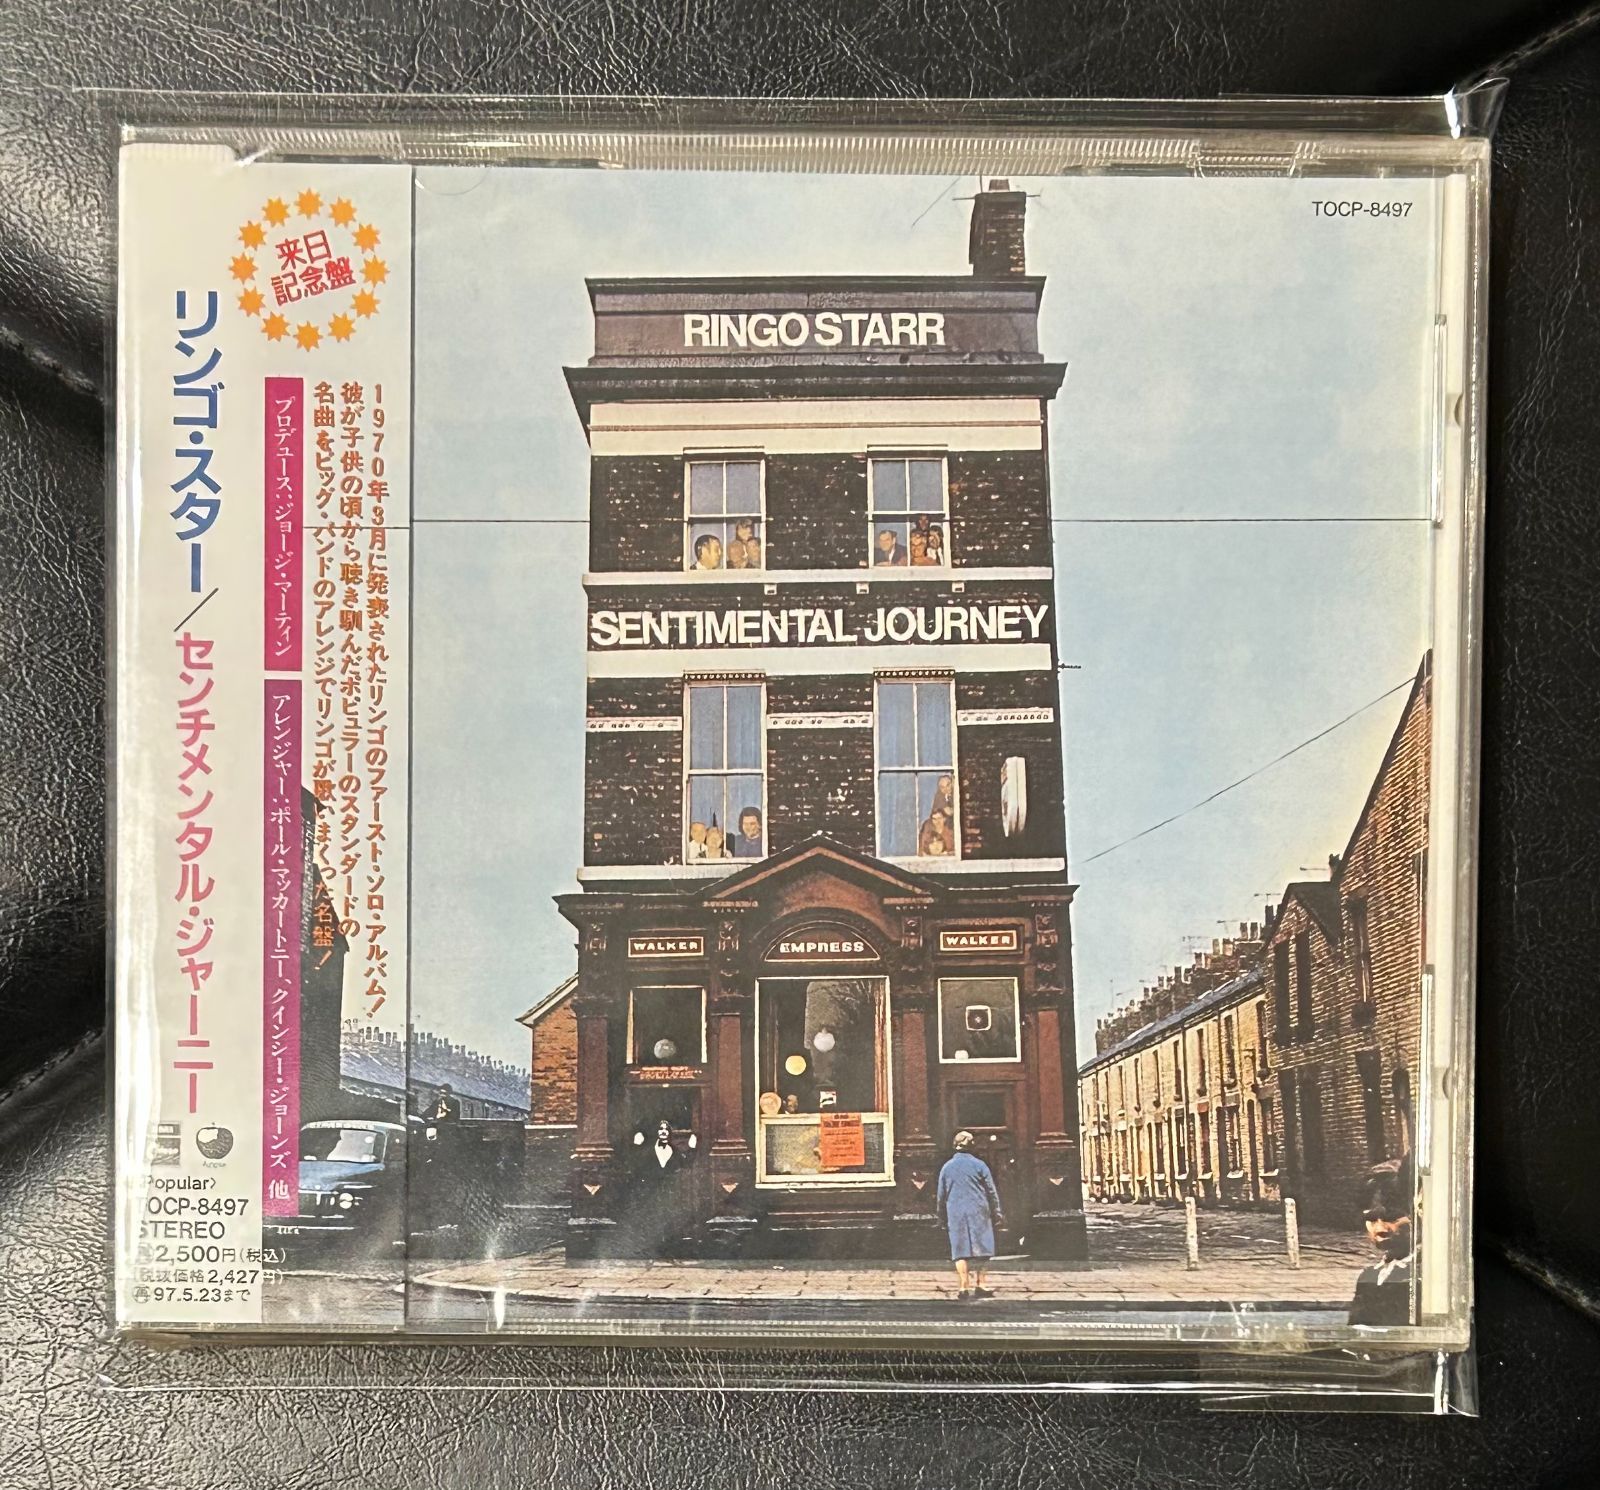 来日
記念盤
リンゴ・スター/センチメンタル・ジャーニー
1970年3月に発表されたリンゴのファースト・ソロ・アルバム!
彼が子供の頃から聴き馴んだポピュラーのスタンダードの
名曲をビッグ・バンドのアレンジでリンゴが歌いまくった名盤!
プロデュース:ジョージ・マーティン
アレンジャー:ポール・マッカートニー、クインシー・ジョーンズ 他
Popular〉
TOCP-8497
STEREO
2,500円(税込)
税抜価格2,427円)
97.5.23まで
TOCP-8497
RINGO STARR
SENTIMENTAL JOURNEY
WALKER
EMPRESS
WALKER